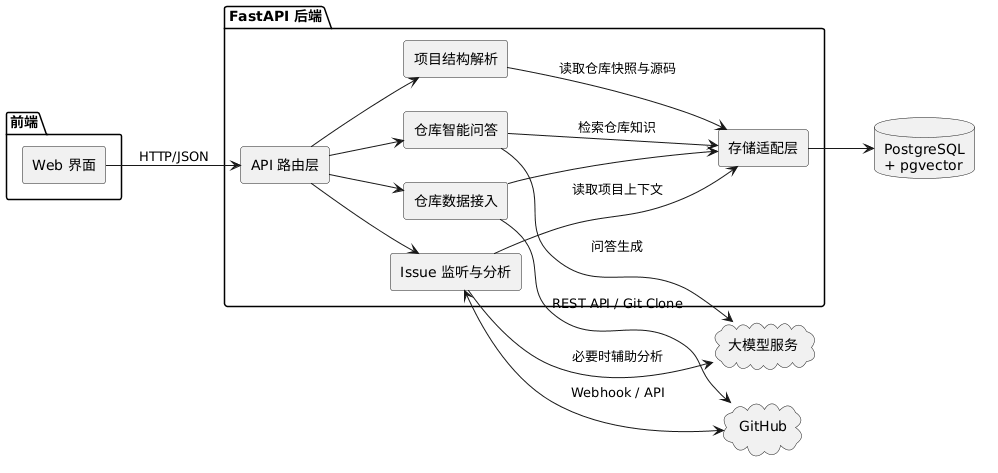 FastAPI 后端
项目结构解析
读取仓库快照与源码
前端
仓库智能问答
检索仓库知识
存储适配层
PostgreSQL
+ pgvector
Web 界面
HTTP/JSON
API 路由层
仓库数据接入
读取项目上下文
问答生成
Issue 监听与分析
REST API / Git Clone
大模型服务
必要时辅助分析
Webhook / API
GitHub